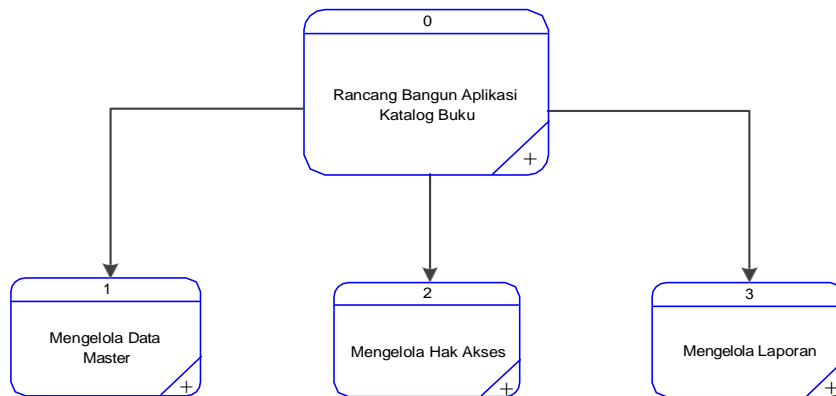 0
Rancang Bangun Aplikasi
Katalog Buku
+
1
Mengelola Data
Master
+
2
Mengelola Hak Akses
+
3
Mengelola Laporan
+